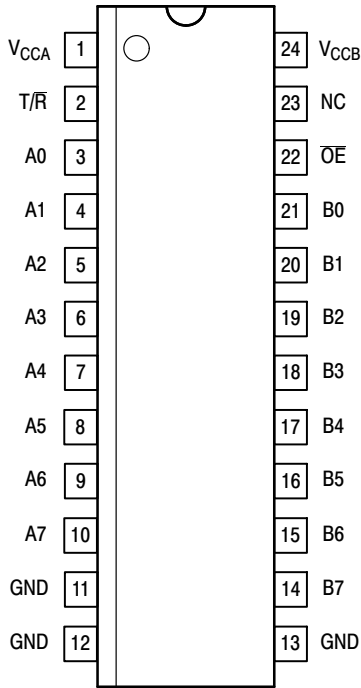 VCCA 1 24 VCCB
T/R̅ 2 23 NC
A0 3 22 O̅E̅
A1 4 21 B0
A2 5 20 B1
A3 6 19 B2
A4 7 18 B3
A5 8 17 B4
A6 9 16 B5
A7 10 15 B6
GND 11 14 B7
GND 12 13 GND